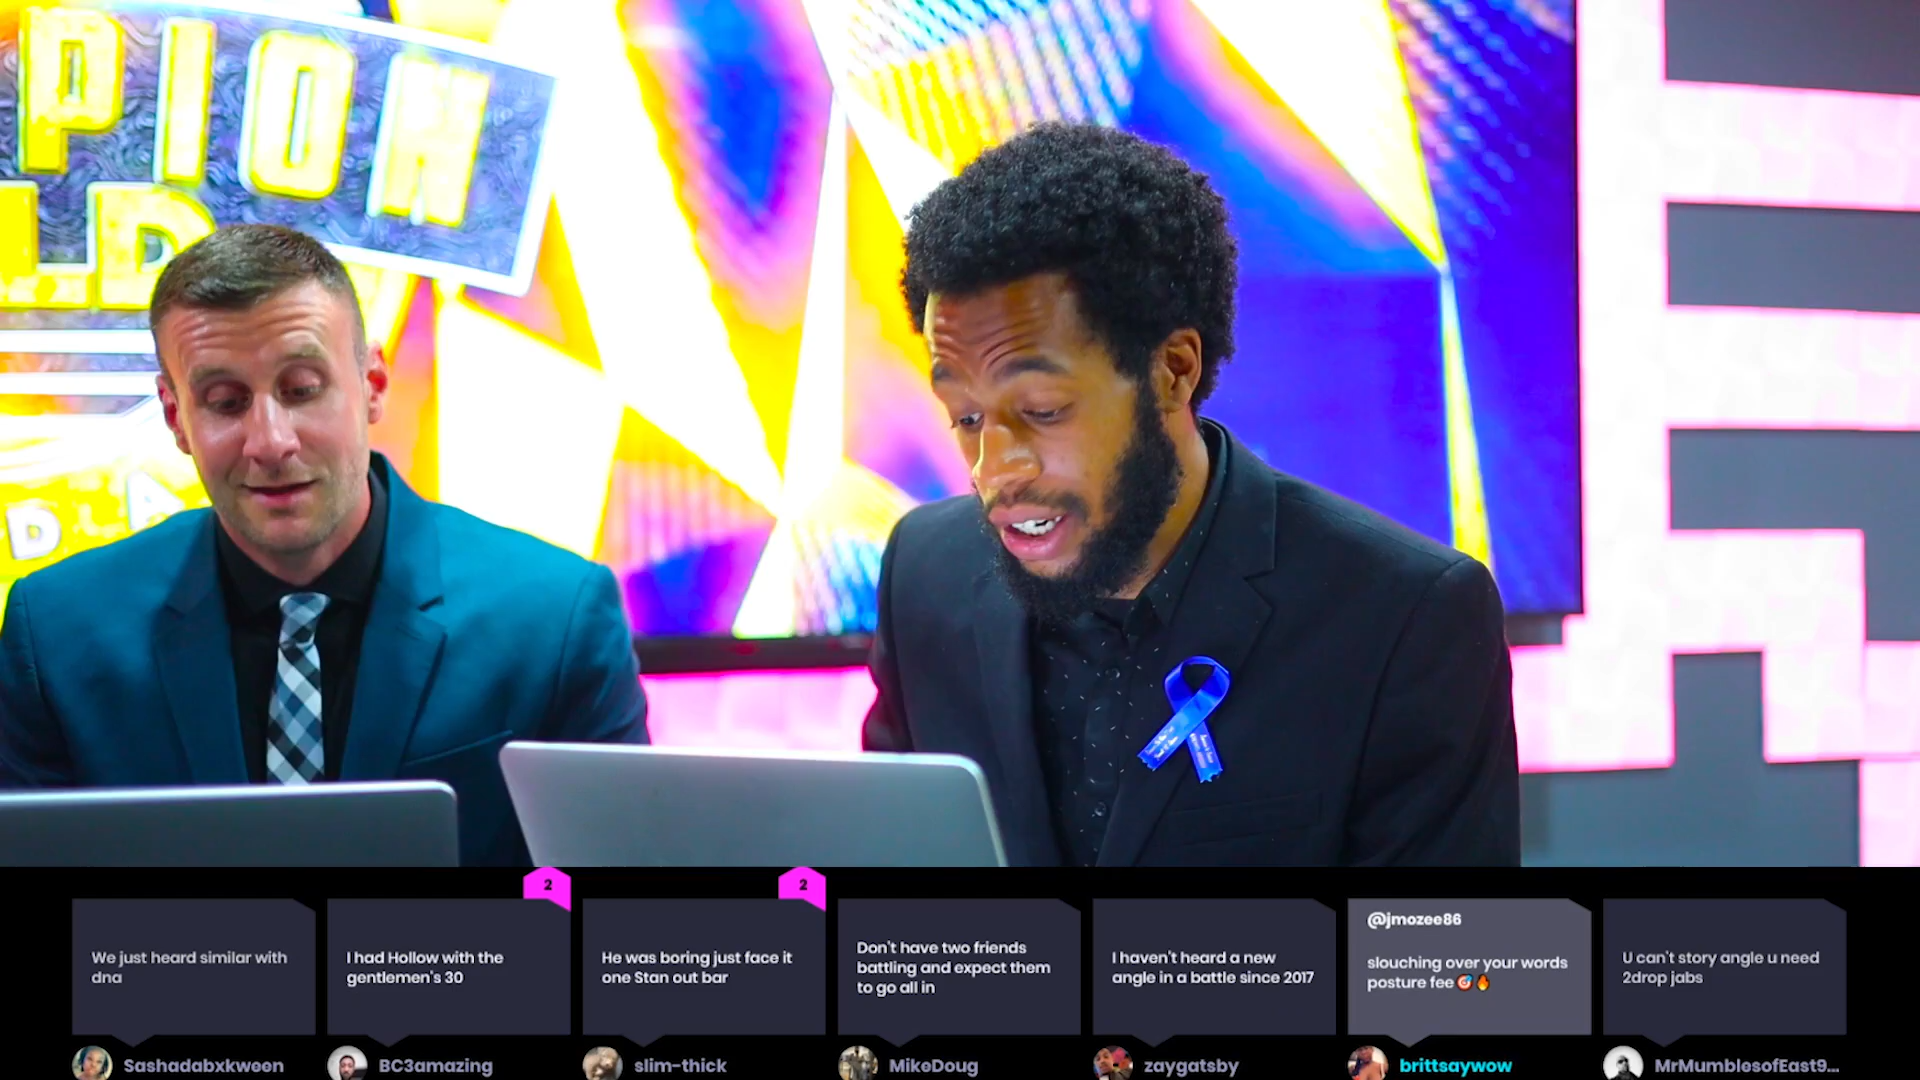 PION
LD
DA
2
2
We just heard similar with
dna
I had Hollow with the
gentlemen's 30
He was boring just face it
one Stan out bar
Don't have two friends
battling and expect them
to go all in
I haven't heard a new
angle in a battle since 2017
@jmozee86
slouching over your words
posture fee🎯🔥
U can't story angle u need
2drop jabs
Sashadabxkween
BC3amazing
slim-thick
MikeDoug
zaygatsby
brittsaywow
MrMumblesofEast9...